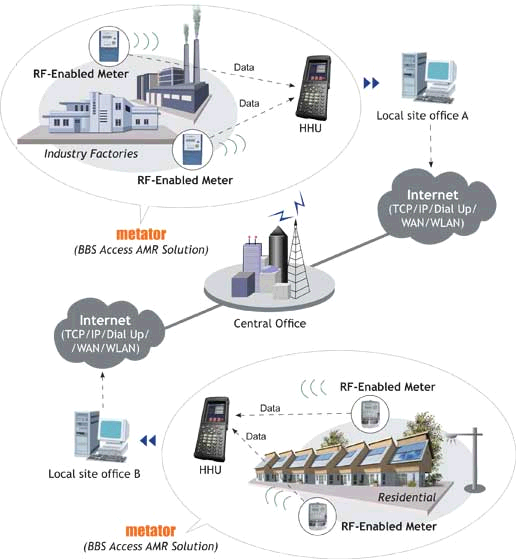 RF-Enabled Meter
Data
Data
HHU
Local site office A
Industry Factories
RF-Enabled Meter
Internet
(TCP/IP/Dial Up/
WAN/WLAN)
metator
(BBS Access AMR Solution)
Central Office
Internet
(TCP/IP/Dial Up/
/WAN/WLAN)
RF-Enabled Meter
Data
Data
HHU
Local site office B
Residential
RF-Enabled Meter
metator
(BBS Access AMR Solution)